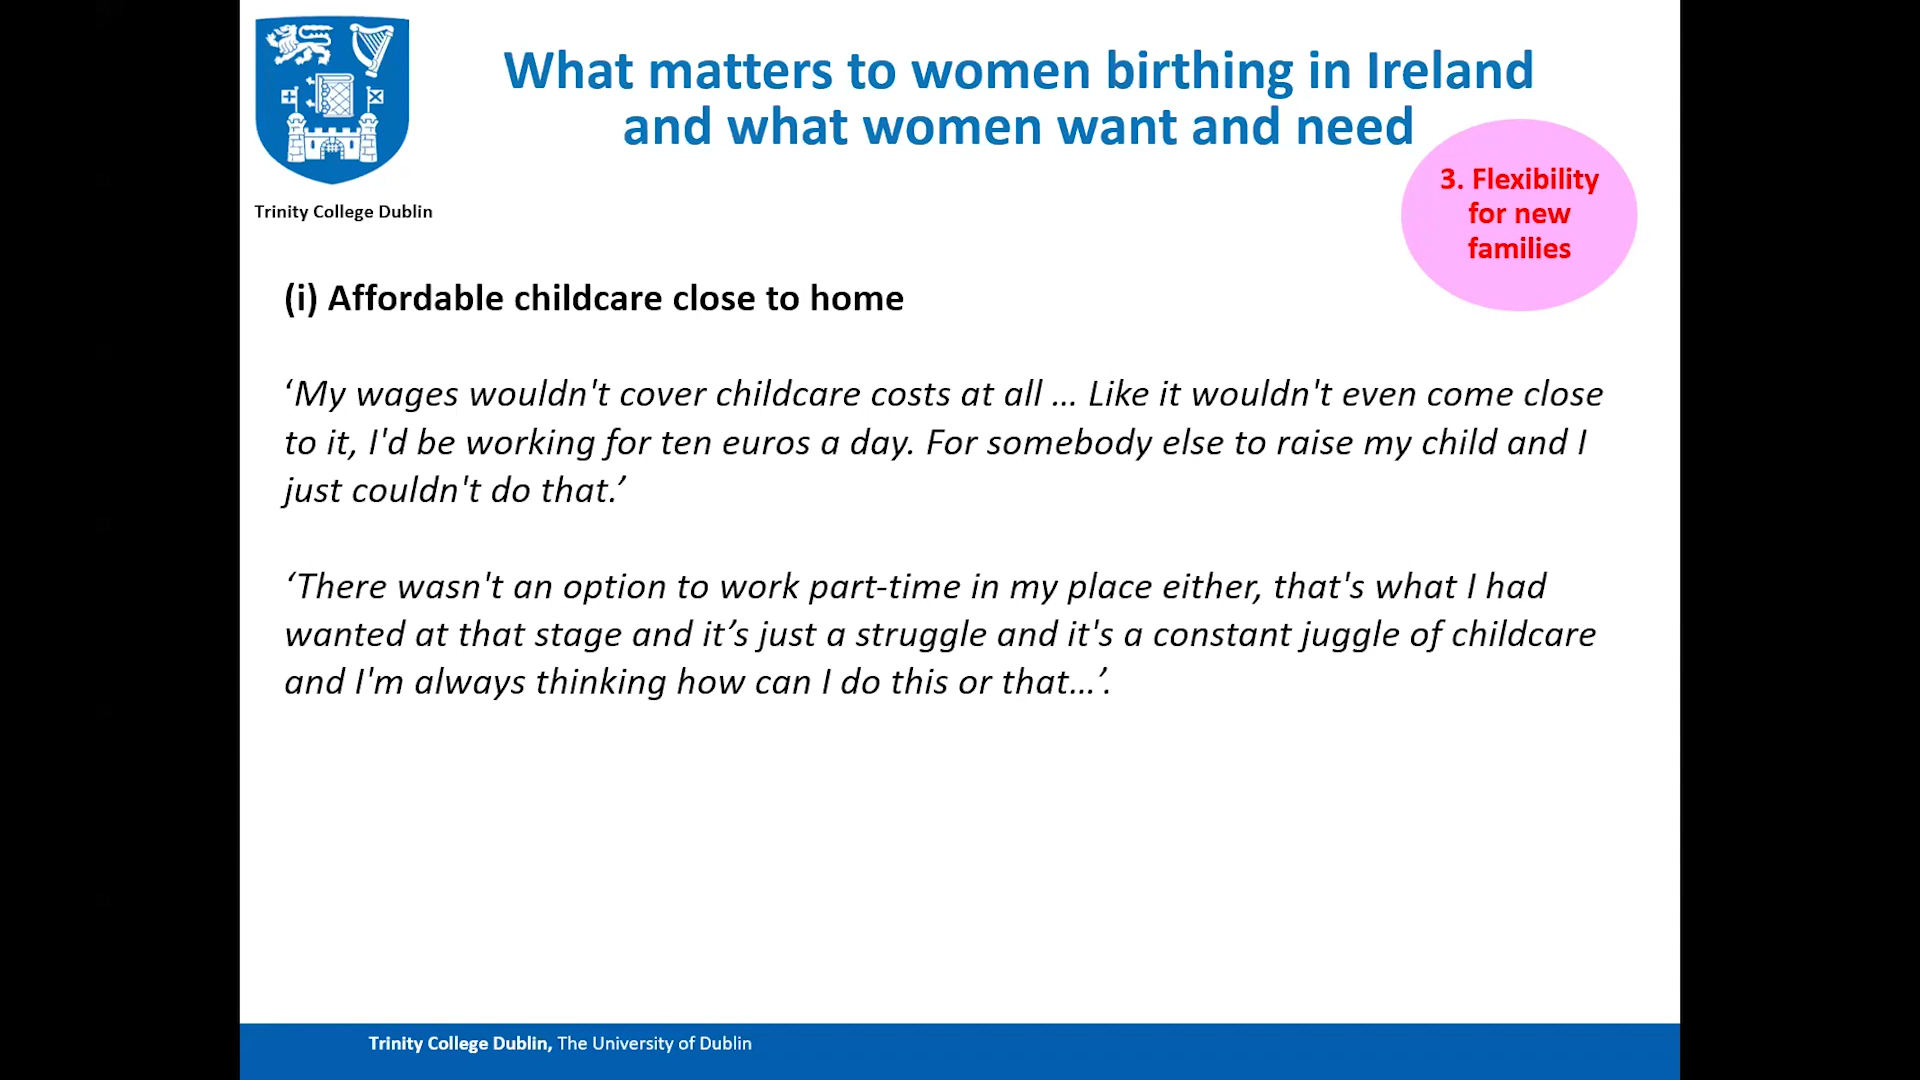 What matters to women birthing in Ireland
and what women want and need
3. Flexibility
for new
families
Trinity College Dublin
(i) Affordable childcare close to home
‘My wages wouldn't cover childcare costs at all … Like it wouldn't even come close
to it, I'd be working for ten euros a day. For somebody else to raise my child and I
just couldn't do that.’
‘There wasn't an option to work part-time in my place either, that's what I had
wanted at that stage and it’s just a struggle and it's a constant juggle of childcare
and I'm always thinking how can I do this or that…’.
Trinity College Dublin, The University of Dublin